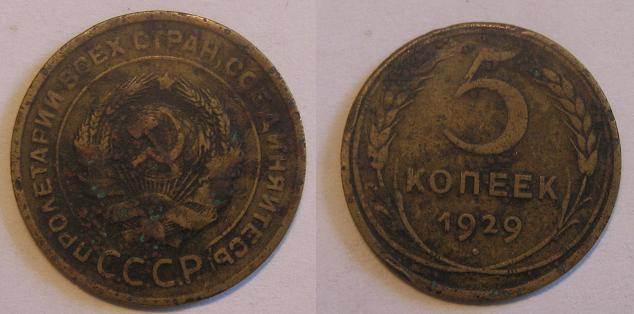 ПРОЛЕТАРИИ ВСЕХ СТРАН, СОЕДИНЯЙТЕСЬ!
СССР
5
КОПЕЕК
1929